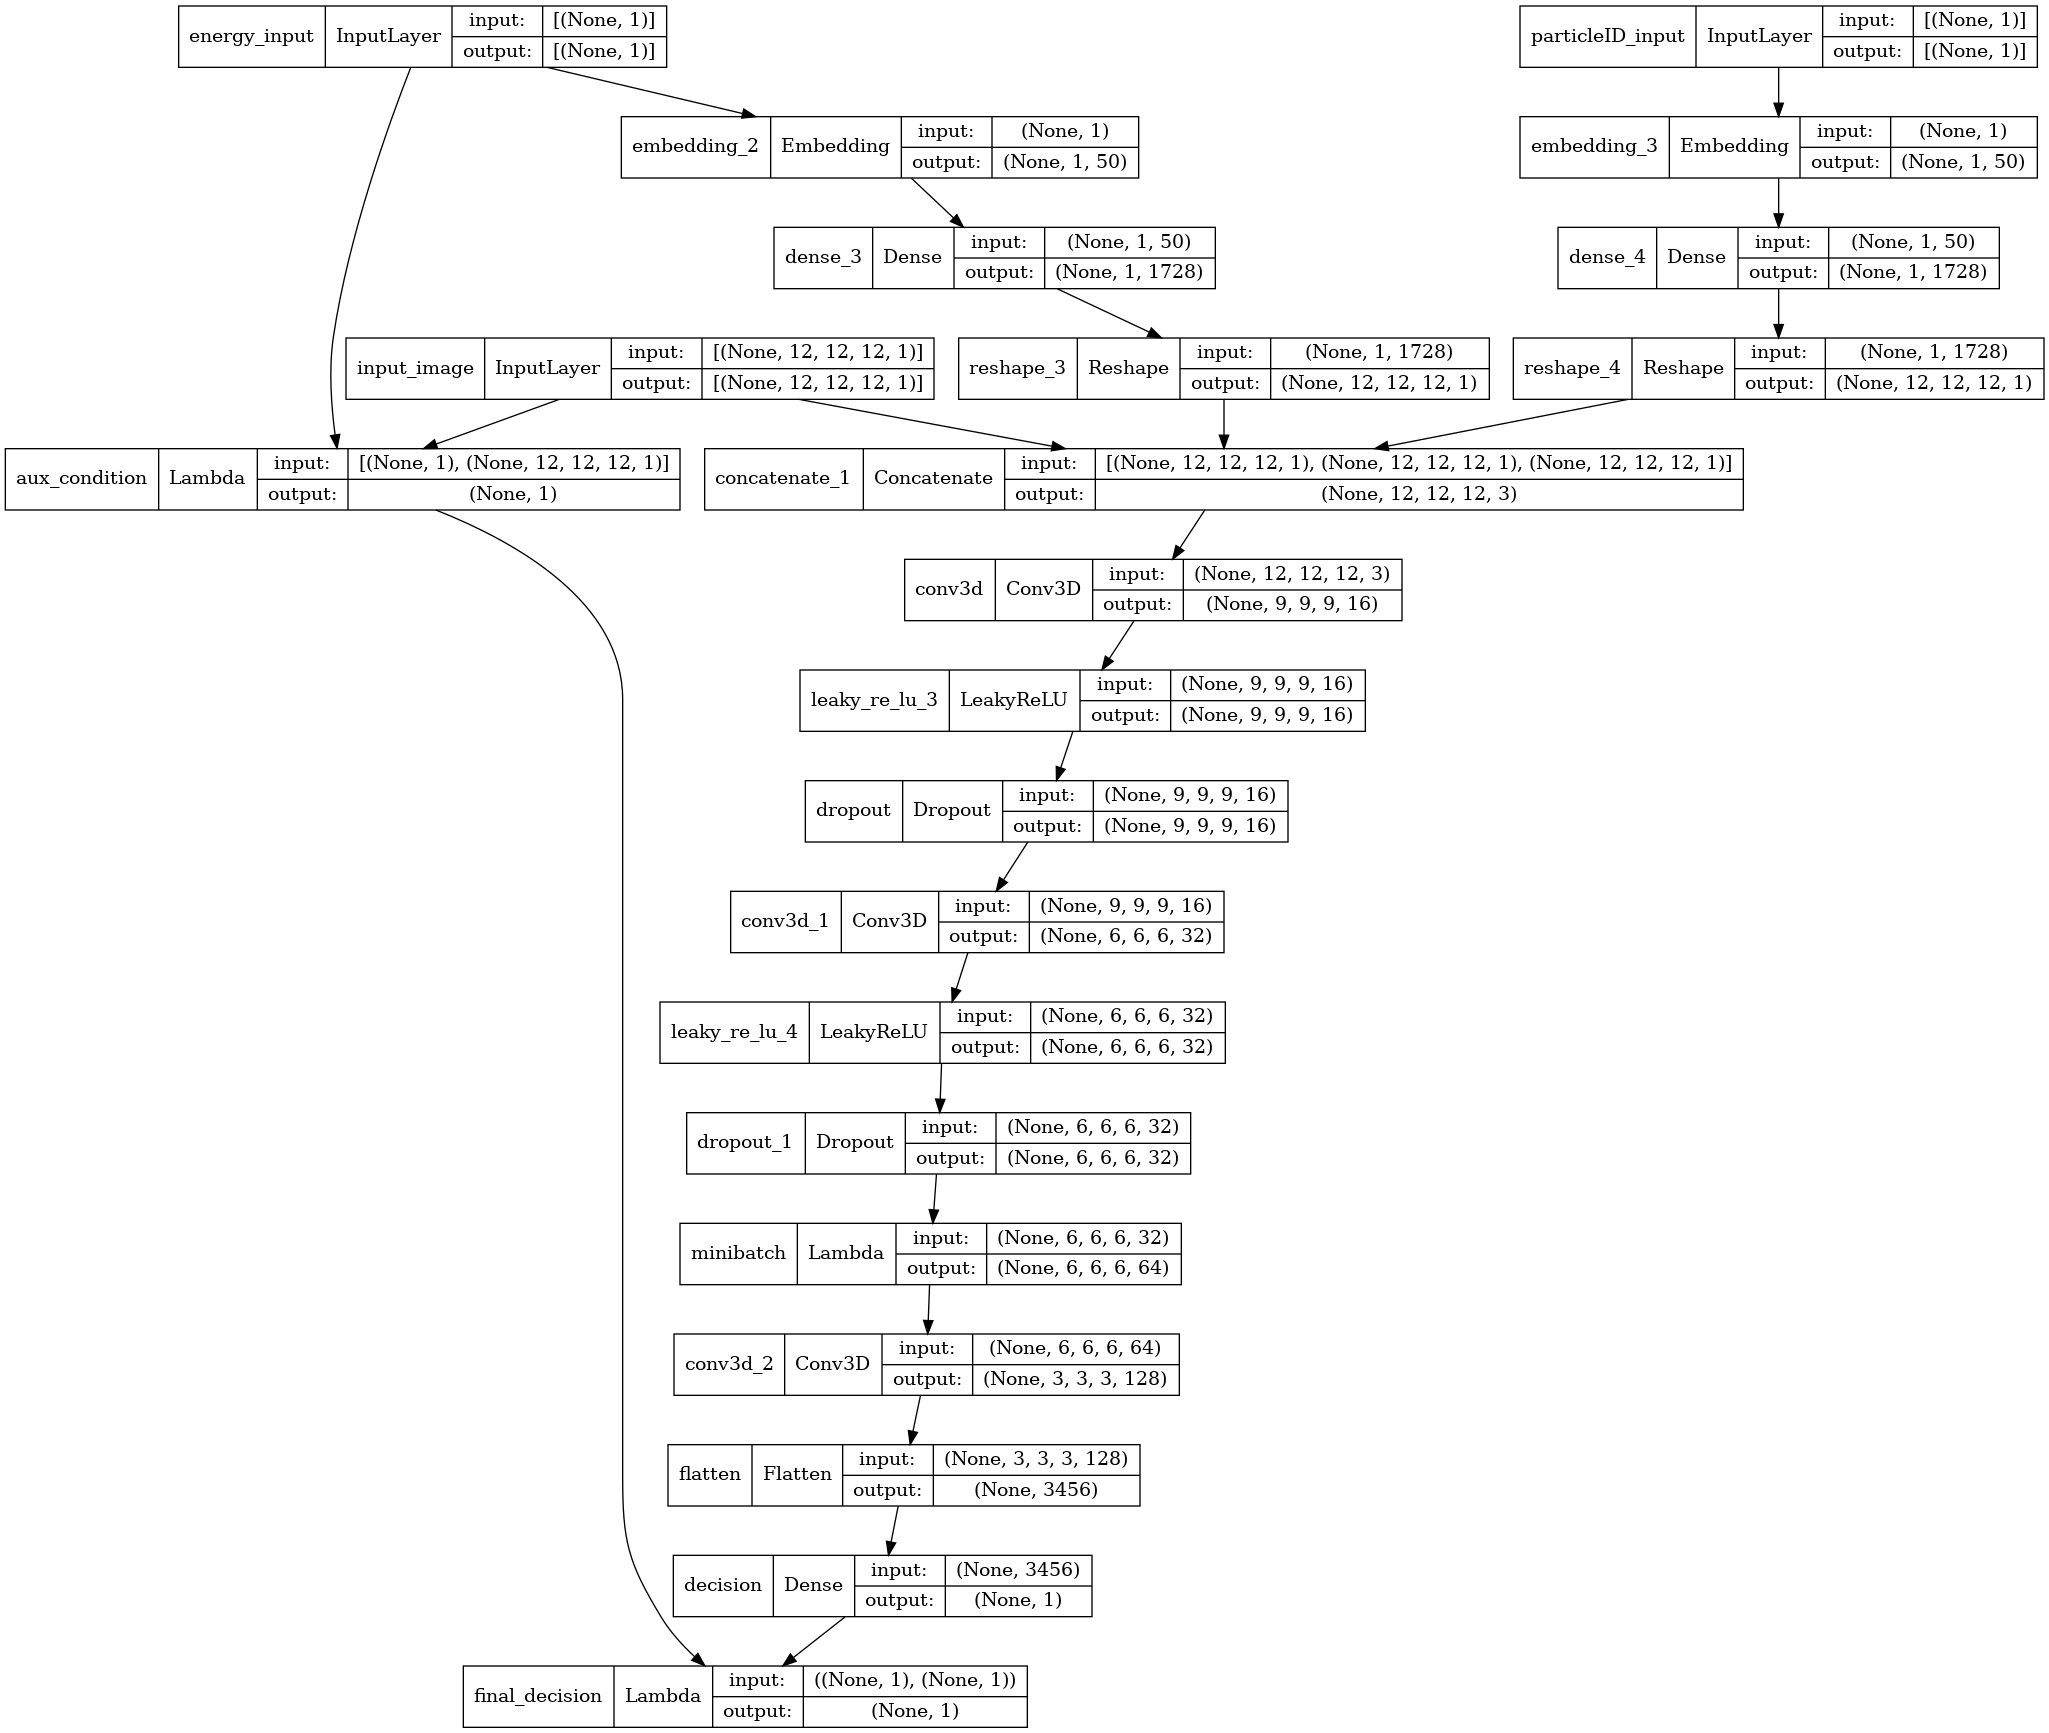 energy_input InputLayer input: [(None, 1)]
output: [(None, 1)]
particleID_input InputLayer input: [(None, 1)]
output: [(None, 1)]
embedding_2 Embedding input: (None, 1)
output: (None, 1, 50)
embedding_3 Embedding input: (None, 1)
output: (None, 1, 50)
dense_3 Dense input: (None, 1, 50)
output: (None, 1, 1728)
dense_4 Dense input: (None, 1, 50)
output: (None, 1, 1728)
input_image InputLayer input: [(None, 12, 12, 12, 1)]
output: [(None, 12, 12, 12, 1)]
reshape_3 Reshape input: (None, 1, 1728)
output: (None, 12, 12, 12, 1)
reshape_4 Reshape input: (None, 1, 1728)
output: (None, 12, 12, 12, 1)
aux_condition Lambda input: [(None, 1), (None, 12, 12, 12, 1)]
output: (None, 1)
concatenate_1 Concatenate input: [(None, 12, 12, 12, 1), (None, 12, 12, 12, 1), (None, 12, 12, 12, 1)]
output: (None, 12, 12, 12, 3)
conv3d Conv3D input: (None, 12, 12, 12, 3)
output: (None, 9, 9, 9, 16)
leaky_re_lu_3 LeakyReLU input: (None, 9, 9, 9, 16)
output: (None, 9, 9, 9, 16)
dropout Dropout input: (None, 9, 9, 9, 16)
output: (None, 9, 9, 9, 16)
conv3d_1 Conv3D input: (None, 9, 9, 9, 16)
output: (None, 6, 6, 6, 32)
leaky_re_lu_4 LeakyReLU input: (None, 6, 6, 6, 32)
output: (None, 6, 6, 6, 32)
dropout_1 Dropout input: (None, 6, 6, 6, 32)
output: (None, 6, 6, 6, 32)
minibatch Lambda input: (None, 6, 6, 6, 32)
output: (None, 6, 6, 6, 64)
conv3d_2 Conv3D input: (None, 6, 6, 6, 64)
output: (None, 3, 3, 3, 128)
flatten Flatten input: (None, 3, 3, 3, 128)
output: (None, 3456)
decision Dense input: (None, 3456)
output: (None, 1)
final_decision Lambda input: ((None, 1), (None, 1))
output: (None, 1)